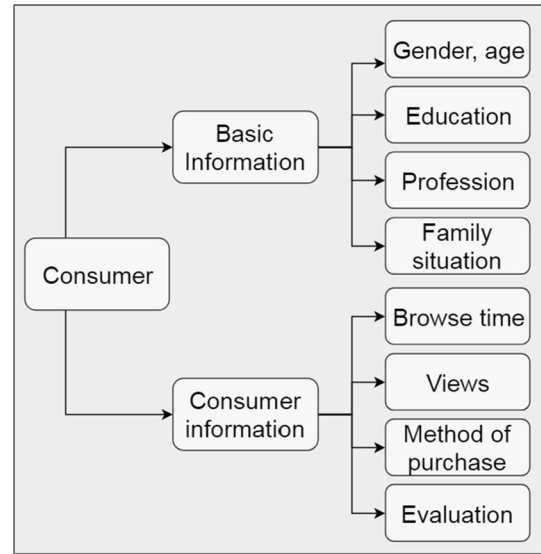 Consumer
Basic
Information
Gender, age
Education
Profession
Family
situation
Consumer
information
Browse time
Views
Method of
purchase
Evaluation